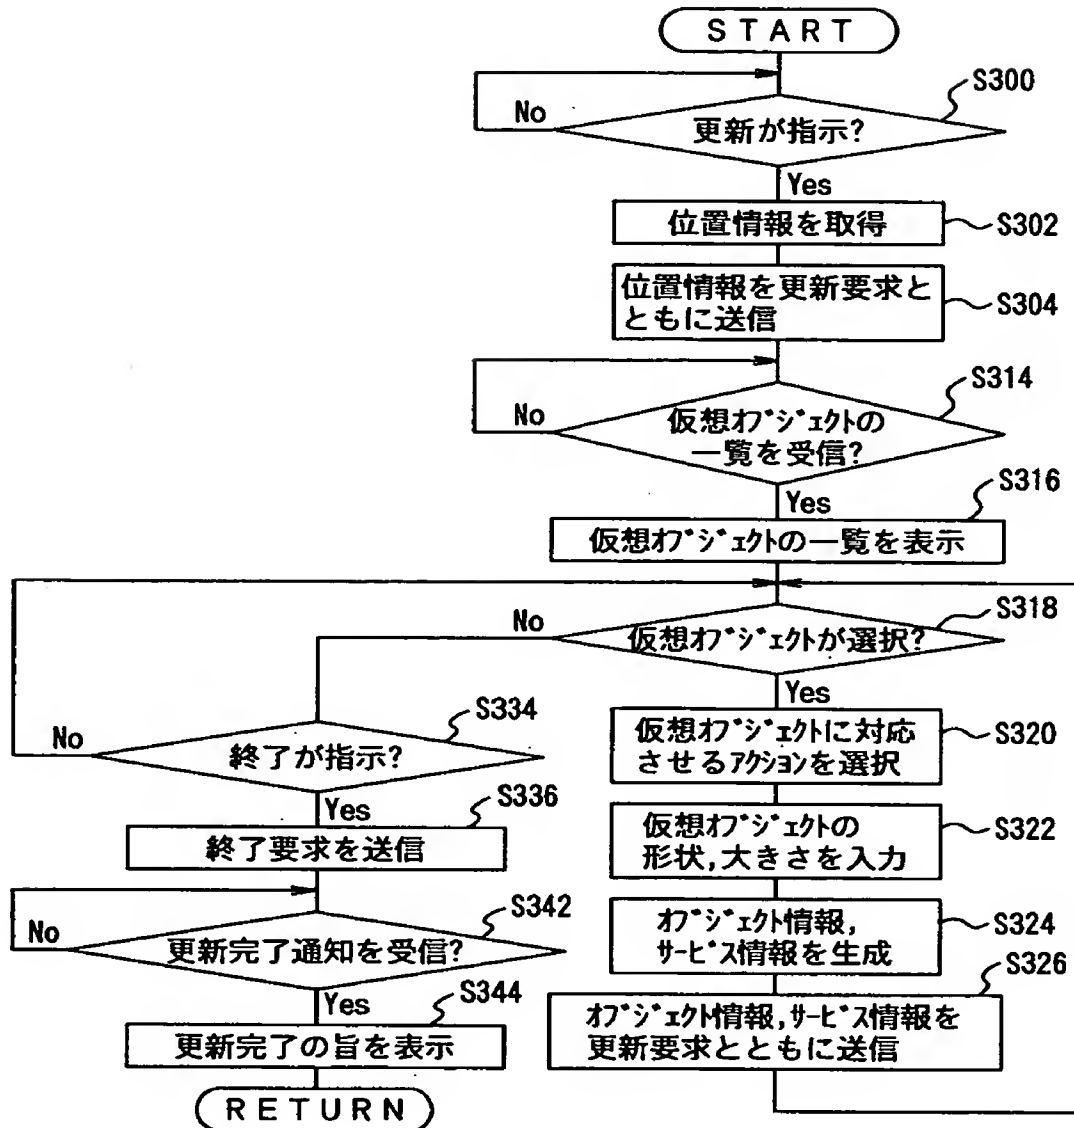 START
S300
No
更新が指示?
Yes
位置情報を取得
S302
位置情報を更新要求と
ともに送信
S304
S314
No
仮想オブジェクトの
一覧を受信?
Yes
S316
仮想オブジェクトの一覧を表示
S318
No
仮想オブジェクトが選択?
Yes
仮想オブジェクトに対応
させるアクションを選択
S320
仮想オブジェクトの
形状,大きさを入力
S322
オブジェクト情報,
サービス情報を生成
S324
S326
オブジェクト情報,サービス情報を
更新要求とともに送信
S334
No
終了が指示?
Yes
S336
終了要求を送信
S342
No
更新完了通知を受信?
Yes
S344
更新完了の旨を表示
RETURN